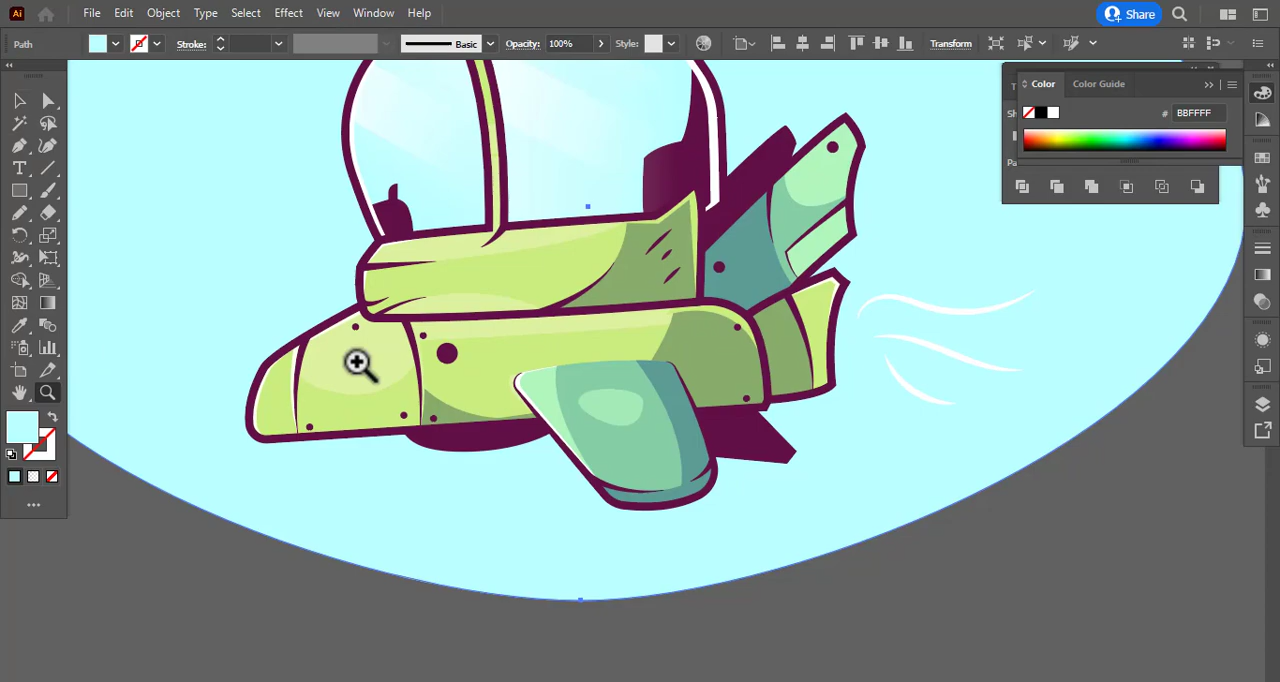 Ai File Edit Object Type Select Effect View Window Help Share
Path Stroke: Basic Opacity: 100% Style: Transform
Color Color Guide
# BBFFFF